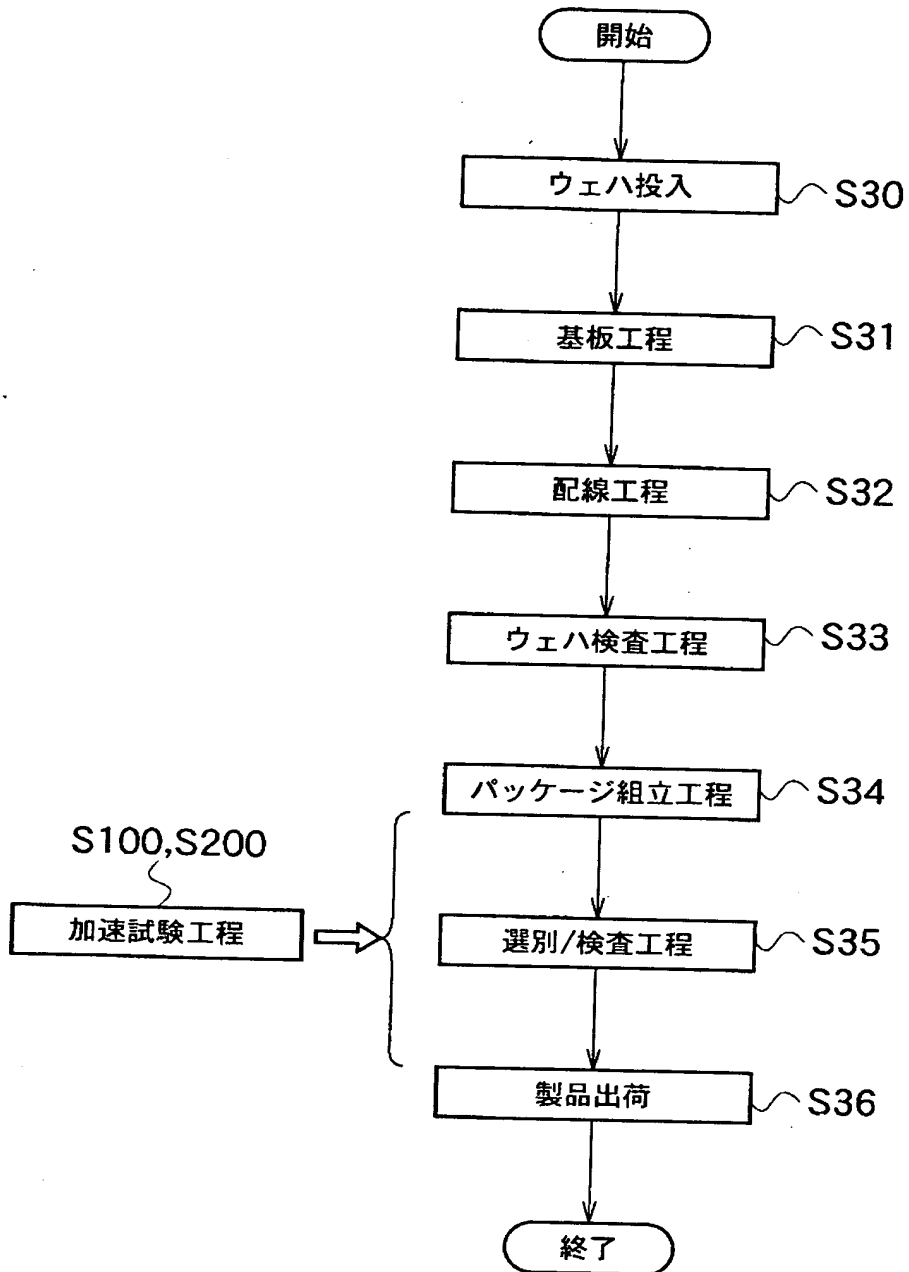 開始
ウェハ投入
S30
基板工程
S31
配線工程
S32
ウェハ検査工程
S33
パッケージ組立工程
S34
S100,S200
加速試験工程
選別/検査工程
S35
製品出荷
S36
終了